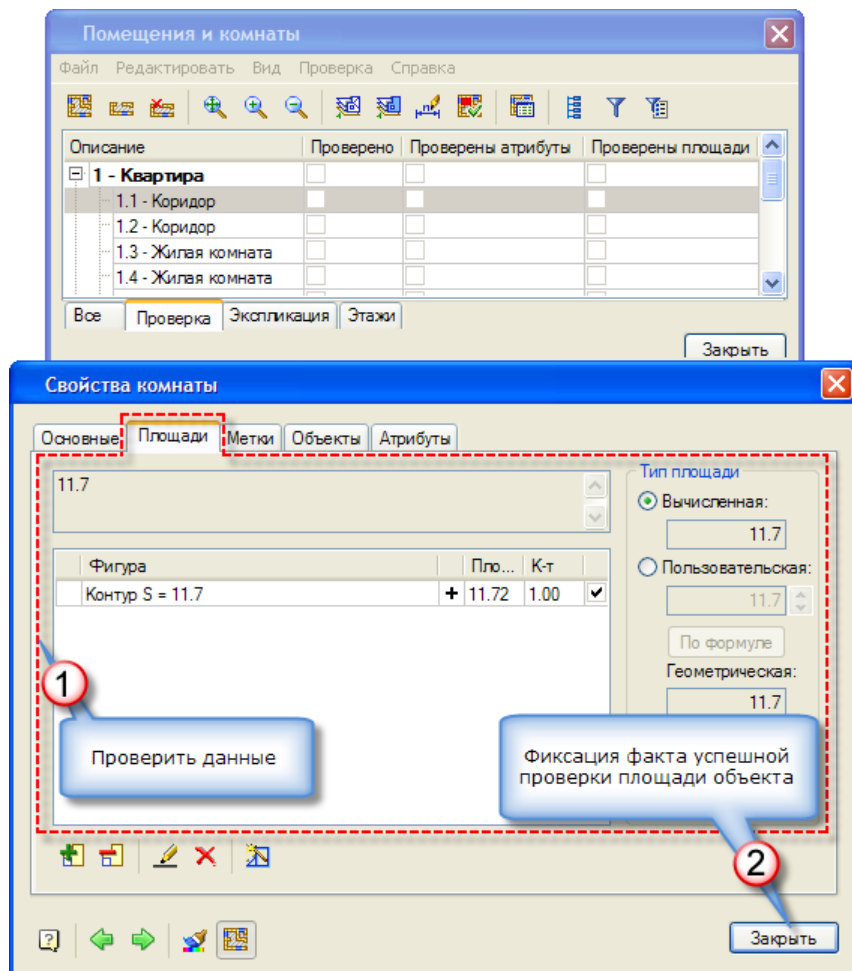 Помещения и комнаты
Файл Редактировать Вид Проверка Справка
Описание Проверено Проверены атрибуты Проверены площади
1 - Квартира
1.1 - Коридор
1.2 - Коридор
1.3 - Жилая комната
1.4 - Жилая комната
Все Проверка Экспликация Этажи
Закрыть
Свойства комнаты
Основные Площади Метки Объекты Атрибуты
11.7
Тип площади
Вычисленная:
11.7
Фигура Пло... К-т
Пользовательская:
Контур S = 11.7 + 11.72 1.00
11.7
По формуле
Геометрическая:
11.7
1
Проверить данные
Фиксация факта успешной
проверки площади объекта
2
Закрыть